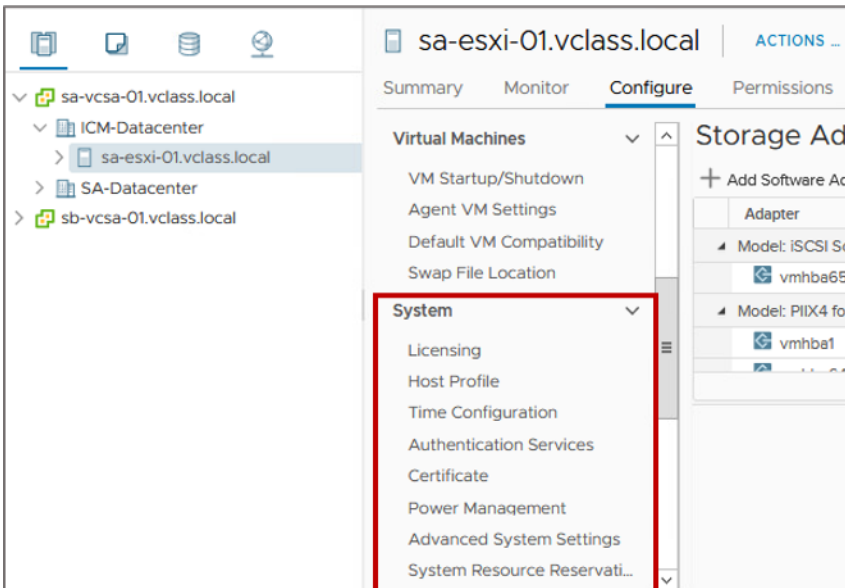 sa-vcsa-01.vclass.local
ICM-Datacenter
sa-esxi-01.vclass.local
SA-Datacenter
sb-vcsa-01.vclass.local
sa-esxi-01.vclass.local
ACTIONS ...
Summary
Monitor
Configure
Permissions
Virtual Machines
VM Startup/Shutdown
Agent VM Settings
Default VM Compatibility
Swap File Location
System
Licensing
Host Profile
Time Configuration
Authentication Services
Certificate
Power Management
Advanced System Settings
System Resource Reservati...
Storage Ad
Add Software Ad
Adapter
Model: iSCSI So
vmhba65
Model: PIIX4 fo
vmhba1